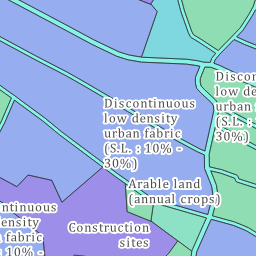 Discontinuous
low density
urban fabric
(S.L. : 10% -
30%)
Discon
low de
urban
(S.L. :
30%)
Arable land
(annual crops)
Construction
sites
ontinuous
ensity
fabric
10% -